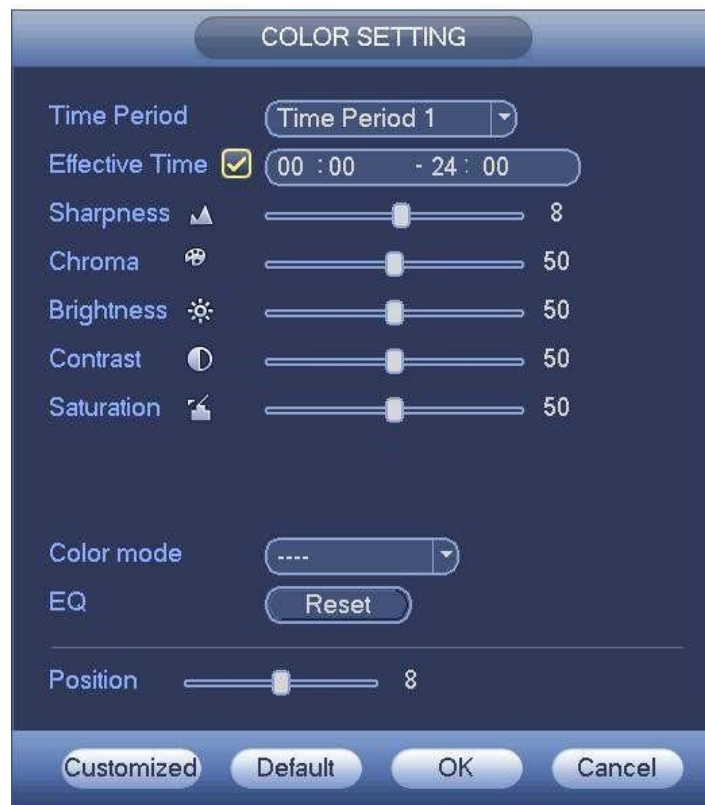 COLOR SETTING
Time Period Time Period 1
Effective Time 00 :00 - 24 : 00
Sharpness 8
Chroma 50
Brightness 50
Contrast 50
Saturation 50
Color mode ----
EQ Reset
Position 8
Customized Default OK Cancel